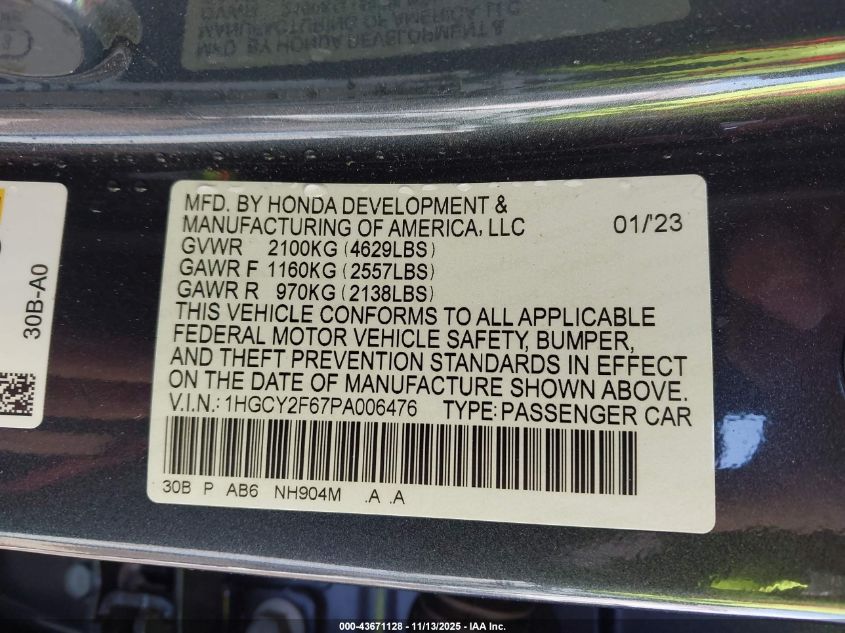 MFD. BY HONDA DEVELOPMENT &
MANUFACTURING OF AMERICA, LLC 01/'23
GVWR 2100KG (4629LBS)
GAWR F 1160KG (2557LBS)
GAWR R 970KG (2138LBS)
THIS VEHICLE CONFORMS TO ALL APPLICABLE
FEDERAL MOTOR VEHICLE SAFETY, BUMPER,
AND THEFT PREVENTION STANDARDS IN EFFECT
ON THE DATE OF MANUFACTURE SHOWN ABOVE.
V.I.N.: 1HGCY2F67PA006476 TYPE: PASSENGER CAR
30B P AB6 NH904M .A .A
30B-A0
000-43671128 - 11/13/2025 - IAA Inc.